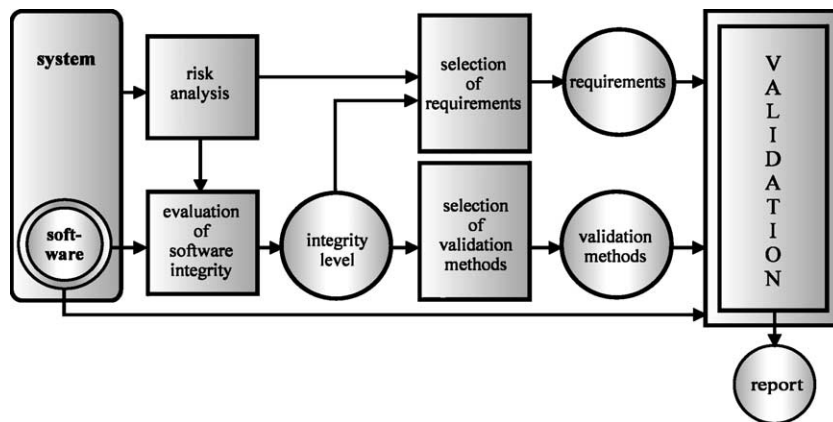 system
risk
analysis
selection
of
requirements
requirements
soft-
ware
evaluation
of
software
integrity
integrity
level
selection
of
validation
methods
validation
methods
VALIDATION
report